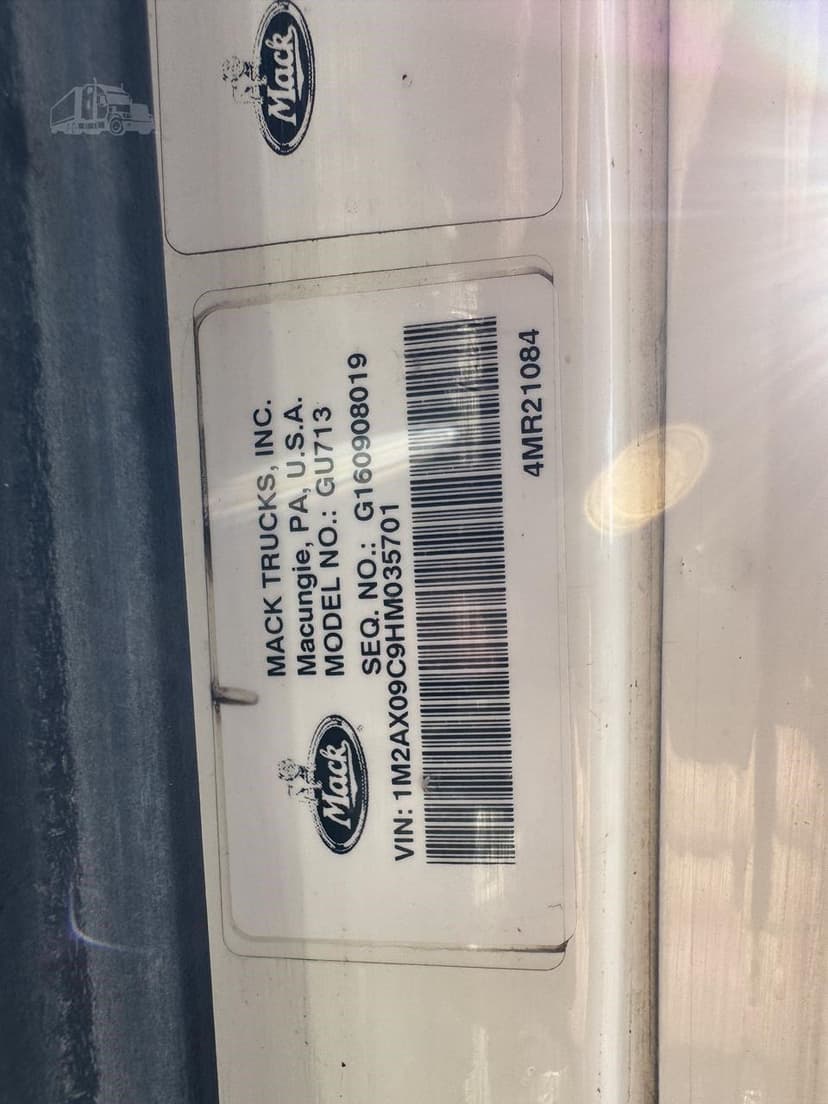 Mack
MACK TRUCKS, INC.
Macungie, PA, U.S.A.
MODEL NO.: GU713
SEQ. NO.: G160908019
Mack
®
VIN: 1M2AX09C9HM035701
4MR21084